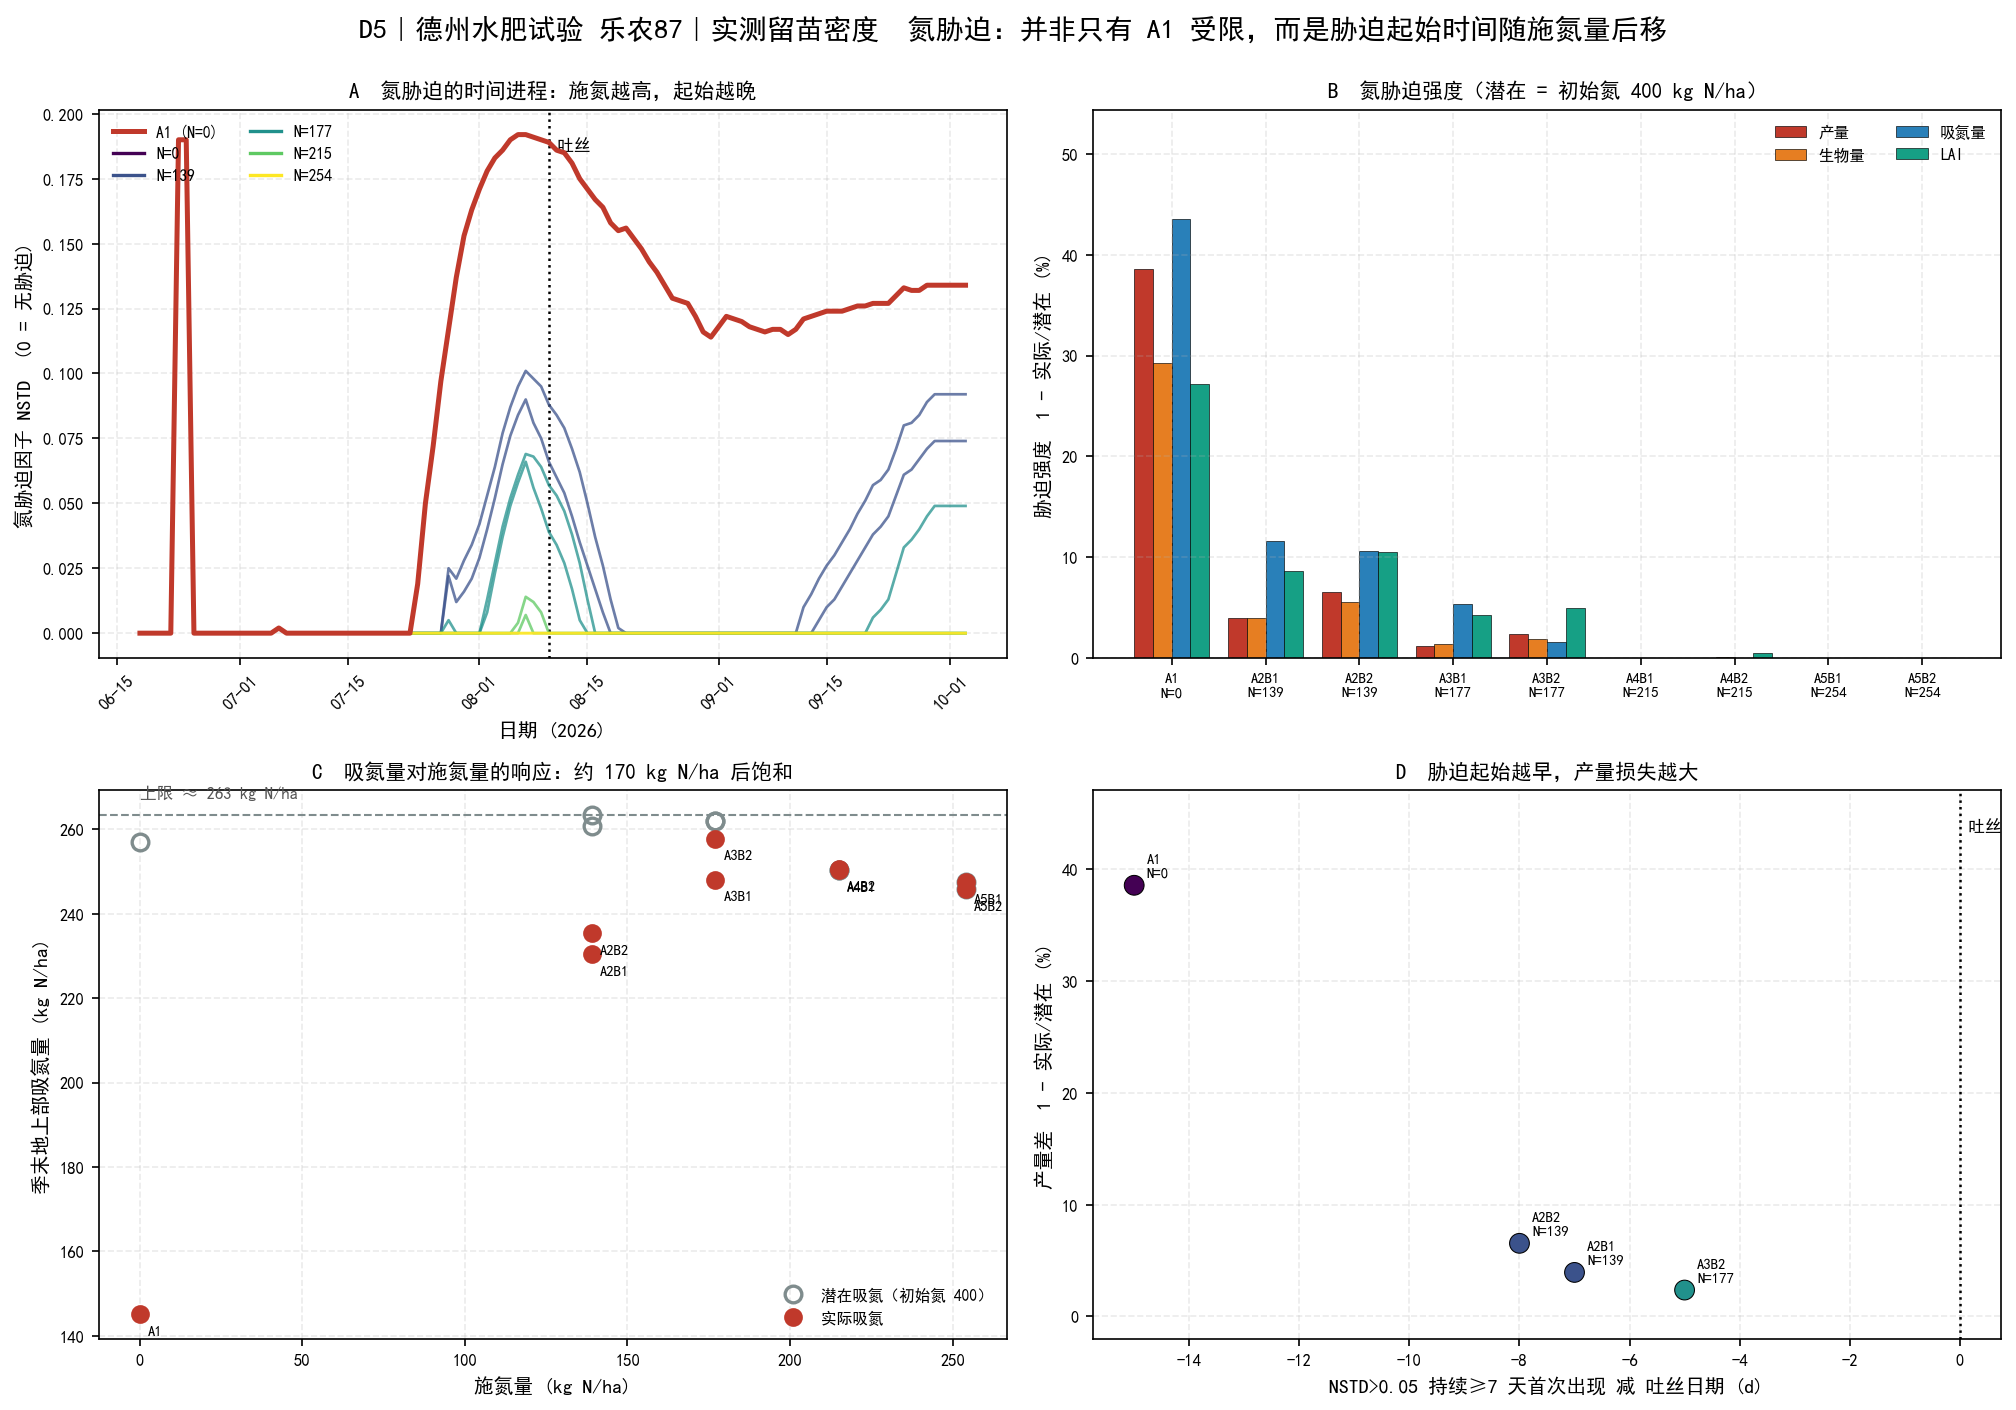 D5｜德州水肥试验 乐农87｜实测留苗密度  氮胁迫：并非只有 A1 受限，而是胁迫起始时间随施氮量后移
A  氮胁迫的时间进程：施氮越高，起始越晚
氮胁迫因子 NSTD （0 = 无胁迫）
0.200
0.175
0.150
0.125
0.100
0.075
0.050
0.025
0.000
A1 (N=0)
N=0
N=139
N=177
N=215
N=254
吐丝
06-15
07-01
07-15
08-01
08-15
09-01
09-15
10-01
日期 (2026)
B  氮胁迫强度（潜在 = 初始氮 400 kg N/ha）
胁迫强度  1 - 实际/潜在 (%)
50
40
30
20
10
0
产量
生物量
吸氮量
LAI
A1
N=0
A2B1
N=139
A2B2
N=139
A3B1
N=177
A3B2
N=177
A4B1
N=215
A4B2
N=215
A5B1
N=254
A5B2
N=254
C  吸氮量对施氮量的响应：约 170 kg N/ha 后饱和
季末地上部吸氮量 (kg N/ha)
上限 ≈ 263 kg N/ha
260
240
220
200
180
160
140
A3B2
A3B1
A2B2
A2B1
A4B1
A4B2
A5B1
A5B2
A1
潜在吸氮（初始氮 400）
实际吸氮
0
50
100
150
200
250
施氮量 (kg N/ha)
D  胁迫起始越早，产量损失越大
产量差  1 - 实际/潜在 (%)
40
30
20
10
0
吐丝
A1
N=0
A2B2
N=139
A2B1
N=139
A3B2
N=177
-14
-12
-10
-8
-6
-4
-2
0
NSTD>0.05 持续≥7 天首次出现 减 吐丝日期 (d)